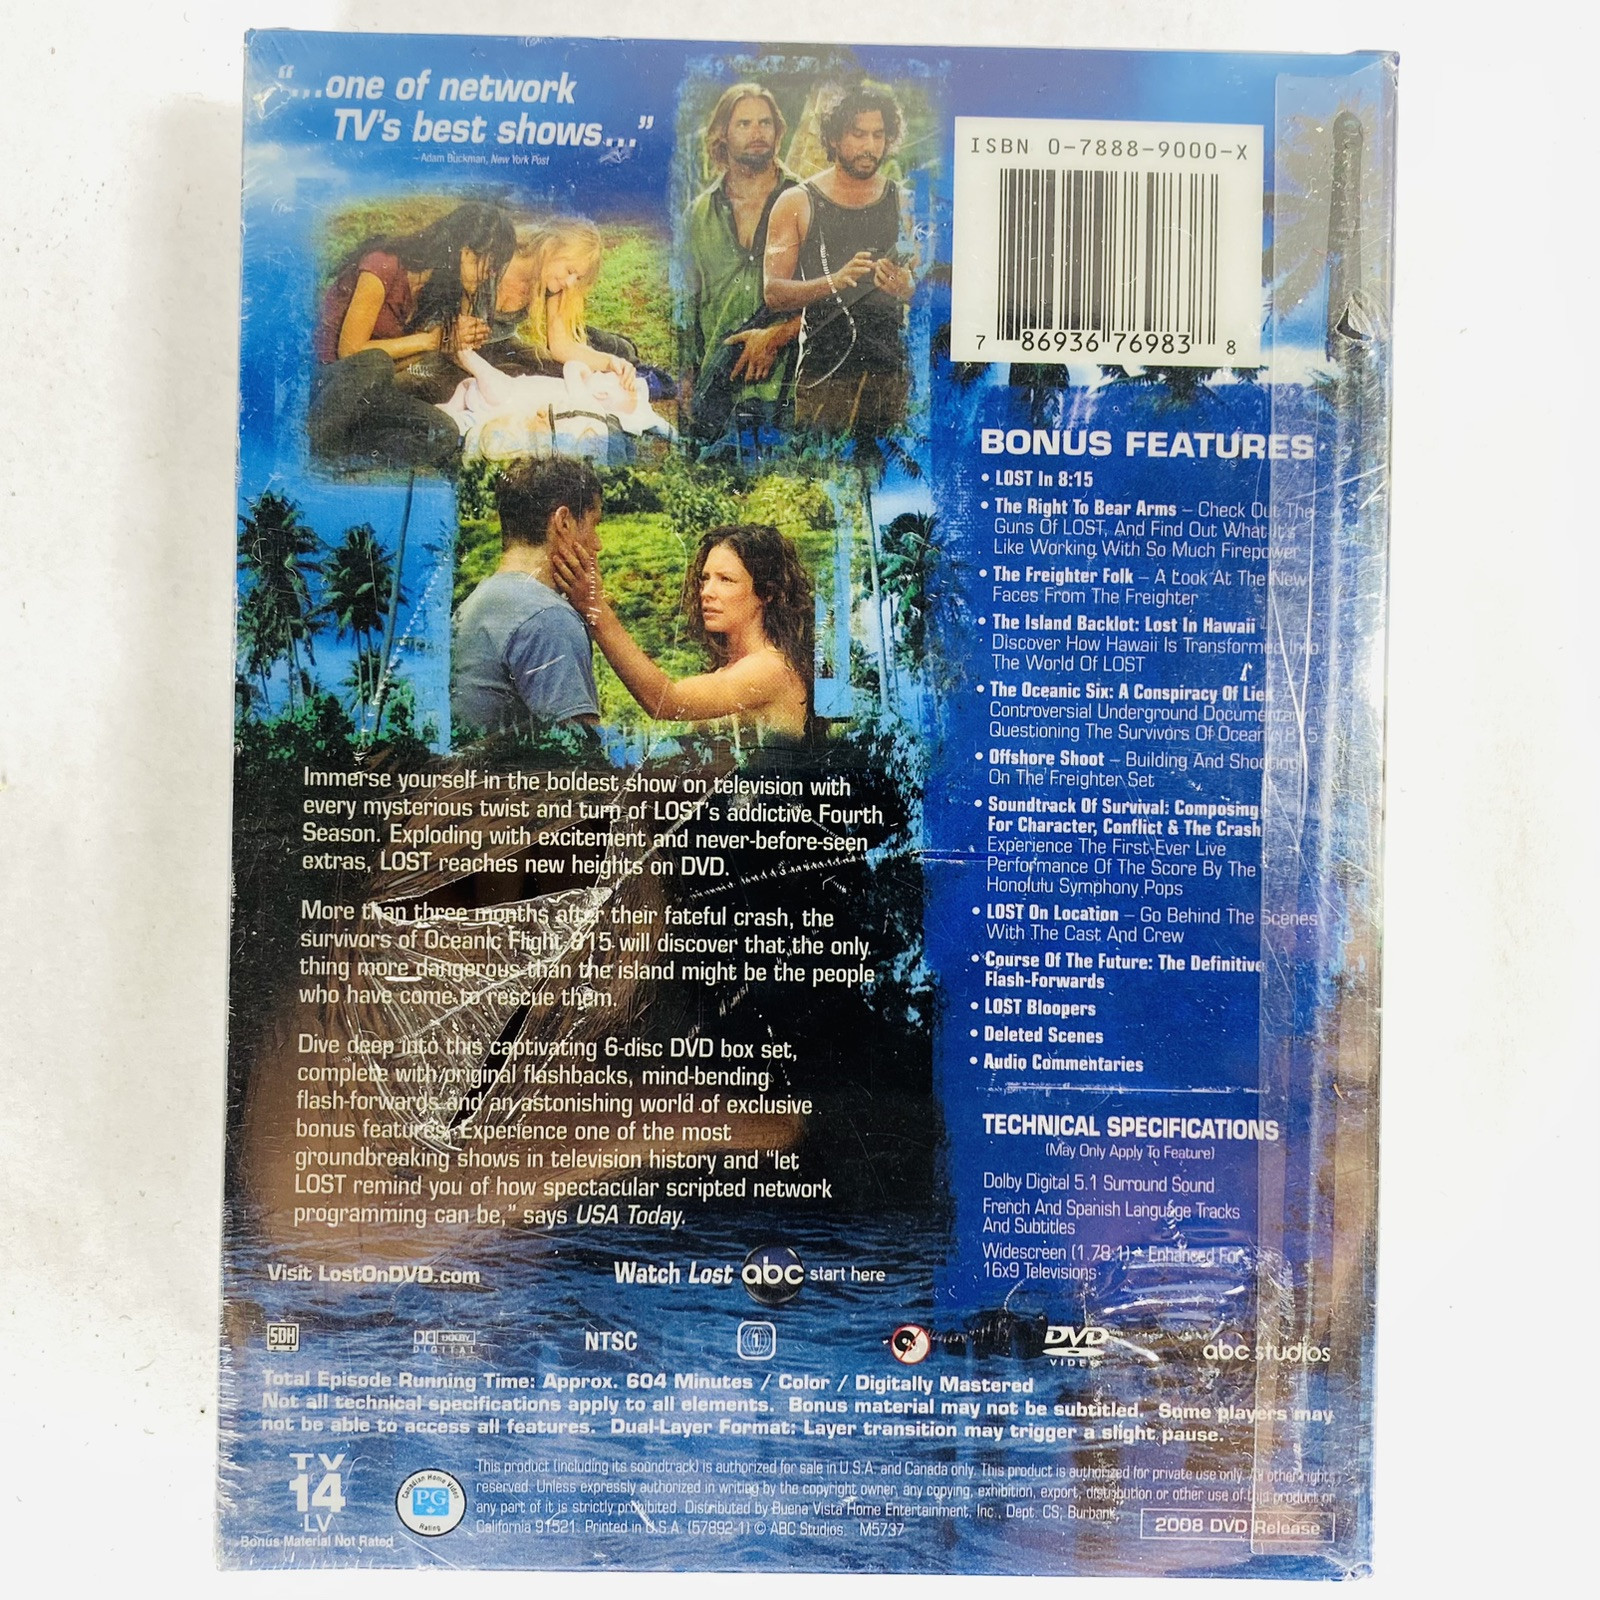 “...one of network
TV's best shows...”
– Adam Buckman, New York Post
ISBN 0-7888-9000-X
7 86936 76983 8
BONUS FEATURES
• LOST In 8:15
• The Right To Bear Arms – Check Out The
Guns Of LOST, And Find Out What It's
Like Working With So Much Firepower
• The Freighter Folk – A Look At The New
Faces From The Freighter
• The Island Backlot: Lost In Hawaii –
Discover How Hawaii Is Transformed Into
The World Of LOST
• The Oceanic Six: A Conspiracy Of Lies –
Controversial Underground Documentary
Questioning The Survivors Of Oceanic 815
• Offshore Shoot – Building And Shooting
On The Freighter Set
• Soundtrack Of Survival: Composing
For Character, Conflict & The Crash
Experience The First-Ever Live
Performance Of The Score By The
Honolulu Symphony Pops
• LOST On Location – Go Behind The Scenes
With The Cast And Crew
• Course Of The Future: The Definitive
Flash-Forwards
• LOST Bloopers
• Deleted Scenes
• Audio Commentaries
TECHNICAL SPECIFICATIONS
(May Only Apply To Feature)
Dolby Digital 5.1 Surround Sound
French And Spanish Language Tracks
And Subtitles
Widescreen (1.78:1) – Enhanced For
16x9 Televisions
Immerse yourself in the boldest show on television with
every mysterious twist and turn of LOST's addictive Fourth
Season. Exploding with excitement and never-before-seen
extras, LOST reaches new heights on DVD.
More than three months after their fateful crash, the
survivors of Oceanic Flight 815 will discover that the only
thing more dangerous than the island might be the people
who have come to rescue them.
Dive deep into this captivating 6-disc DVD box set,
complete with original flashbacks, mind-bending
flash-forwards and an astonishing world of exclusive
bonus features. Experience one of the most
groundbreaking shows in television history and “let
LOST remind you of how spectacular scripted network
programming can be,” says USA Today.
Visit LostOnDVD.com
Watch Lost abc start here
SDH
DOLBY
DIGITAL
NTSC
1
DVD
VIDEO
abc studios
Total Episode Running Time: Approx. 604 Minutes / Color / Digitally Mastered
Not all technical specifications apply to all elements. Bonus material may not be subtitled. Some players may
not be able to access all features. Dual-Layer Format: Layer transition may trigger a slight pause.
TV
14
LV
Bonus Material Not Rated
Canadian Home Video
PG
Ratings
This product (including its soundtrack) is authorized for sale in U.S.A. and Canada only. This product is authorized for private use only. All other rights
reserved. Unless expressly authorized in writing by the copyright owner, any copying, exhibition, export, distribution or other use of this product or
any part of it is strictly prohibited. Distributed by Buena Vista Home Entertainment, Inc., Dept. CS, Burbank,
California 91521. Printed in U.S.A. (57892-1) © ABC Studios. M5737
2008 DVD Release